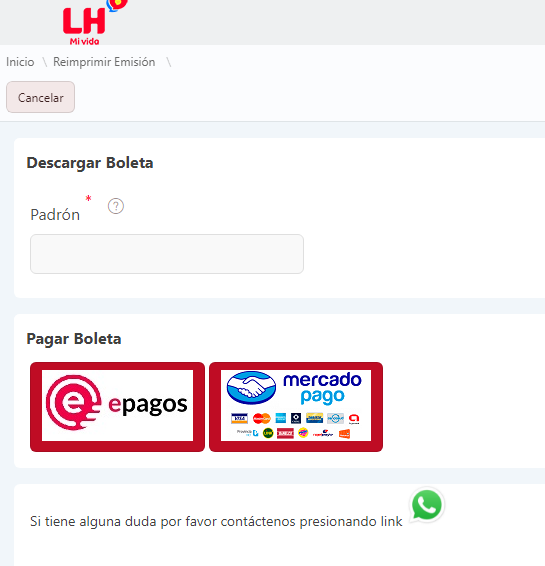 LH
Mi vida
Inicio \ Reimprimir Emisión \
Cancelar
Descargar Boleta
Padrón * ?
Pagar Boleta
epagos
mercado
pago
VISA
Si tiene alguna duda por favor contáctenos presionando link